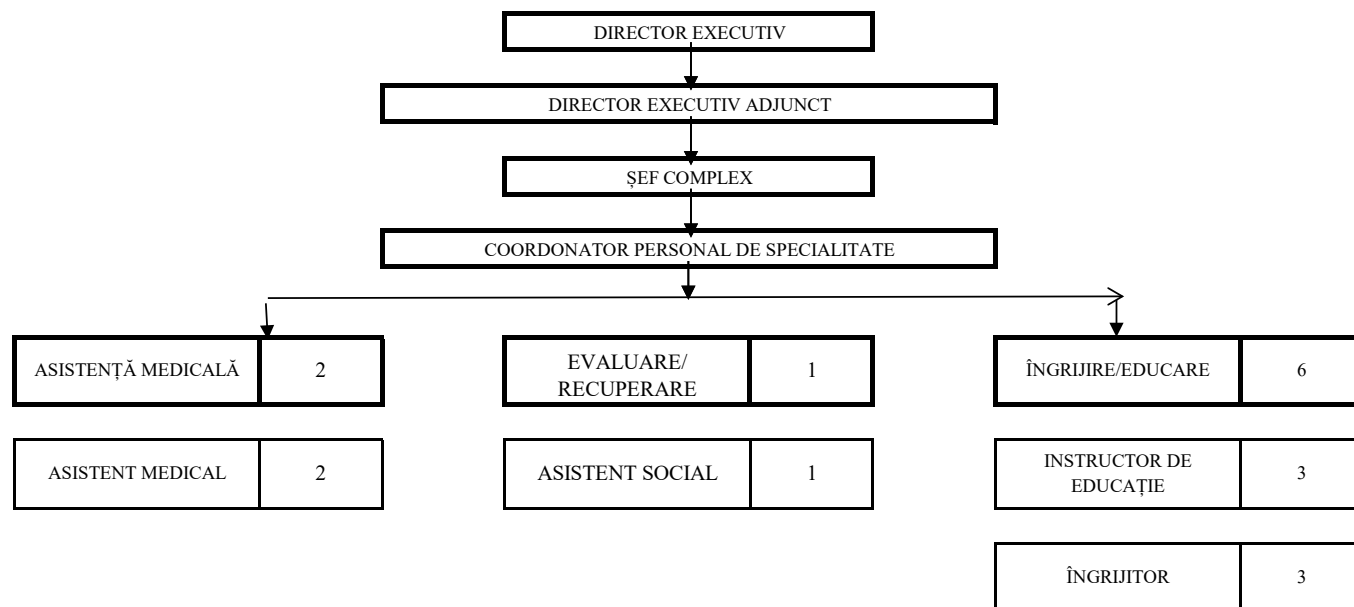 DIRECTOR EXECUTIV
DIRECTOR EXECUTIV ADJUNCT
ȘEF COMPLEX
COORDONATOR PERSONAL DE SPECIALITATE
ASISTENȚĂ MEDICALĂ 2
EVALUARE/
RECUPERARE 1
ÎNGRIJIRE/EDUCARE 6
ASISTENT MEDICAL 2
ASISTENT SOCIAL 1
INSTRUCTOR DE
EDUCAȚIE 3
ÎNGRIJITOR 3